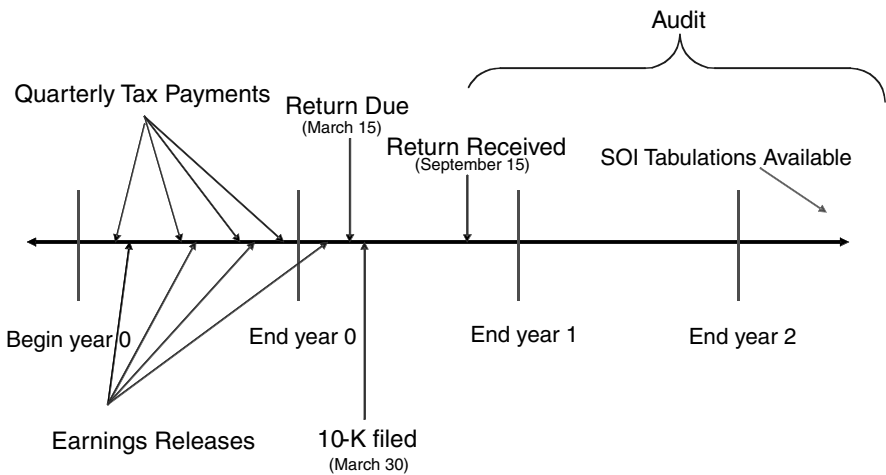 Audit
Quarterly Tax Payments
Return Due
(March 15)
Return Received
(September 15)
SOI Tabulations Available
Begin year 0
End year 0
End year 1
End year 2
Earnings Releases
10-K filed
(March 30)